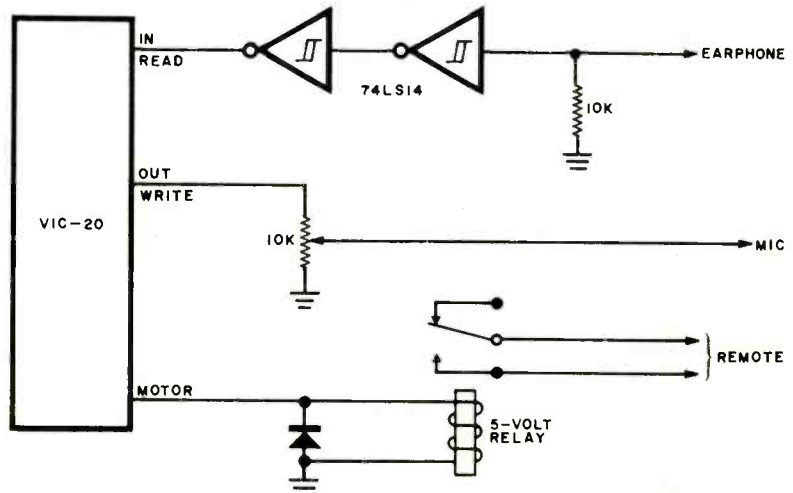 IN
READ
74LS14
EARPHONE
10K
OUT
WRITE
VIC-20
10K
MIC
REMOTE
MOTOR
5-VOLT
RELAY